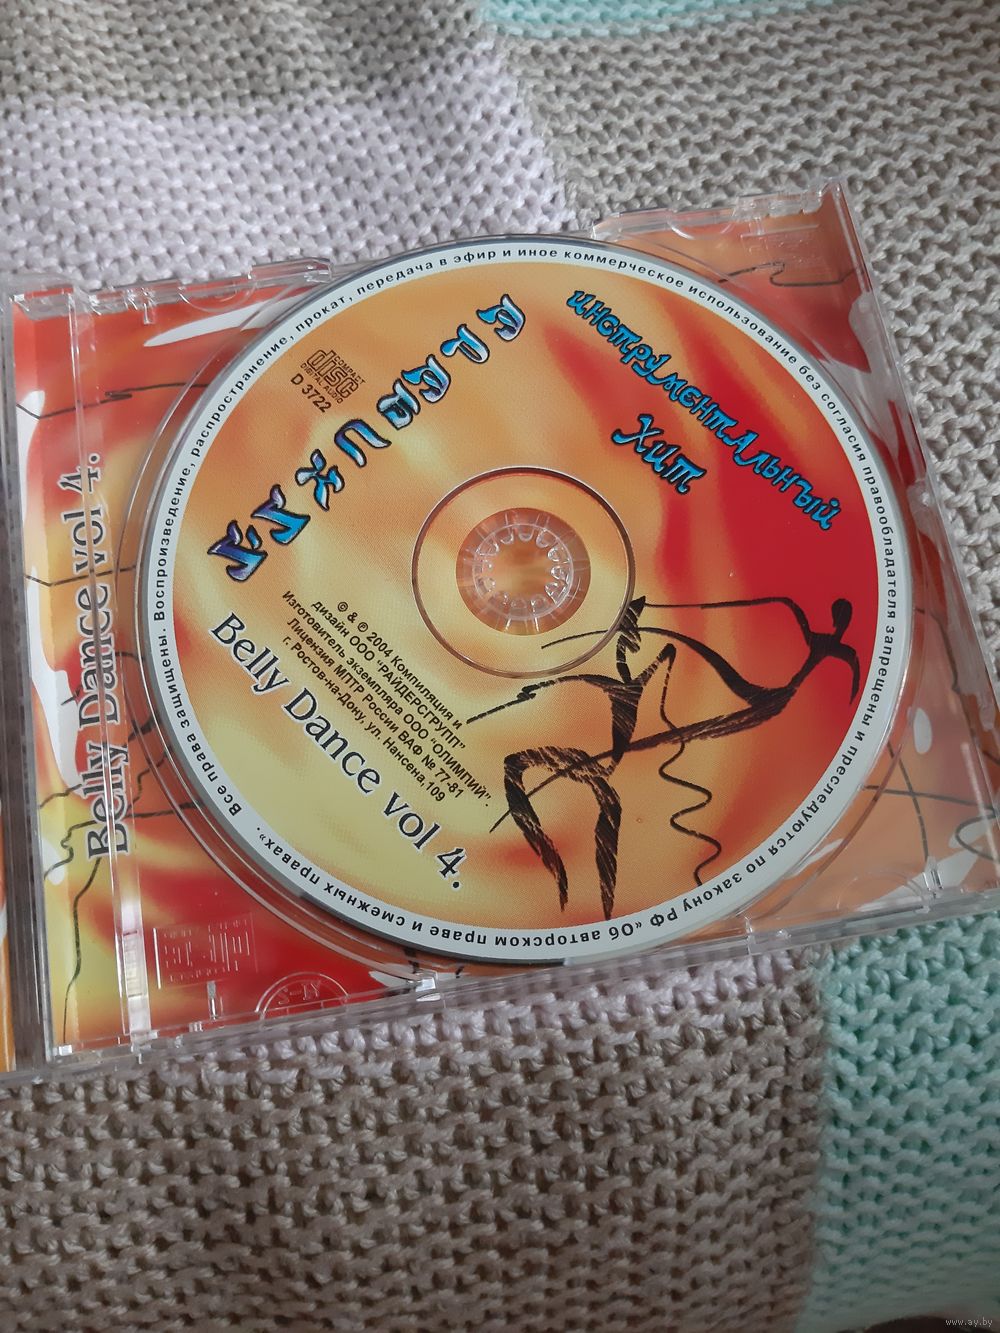 Belly Dance vol 4.
инструментальный
хит
COMPACT
disc
DIGITAL AUDIO
D 3722
© & ℗ 2004 Компиляция и
дизайн ООО "РАЙДЕРСГРУПП"
Изготовитель экземпляра ООО "ОЛИМПИЙ".
Лицензия МПТР России ВАФ № 77-81
г. Ростов-на-Дону, ул. Нансена,109
Belly Dance vol 4.
Все права защищены. Воспроизведение, распространение, прокат, передача в эфир и иное коммерческое использование без согласия правообладателя запрещены и преследуются по закону РФ «Об авторском праве и смежных правах».
www.ay.by